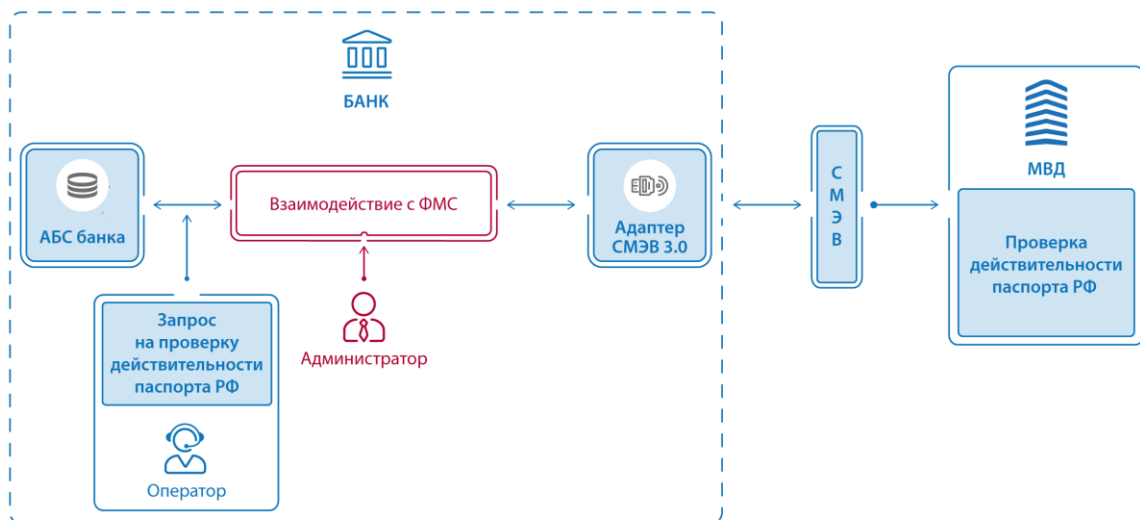 БАНК
АБС банка
Взаимодействие с ФМС
Адаптер
СМЭВ 3.0
Запрос
на проверку
действительности
паспорта РФ
Оператор
Администратор
С
М
Э
В
МВД
Проверка
действительности
паспорта РФ